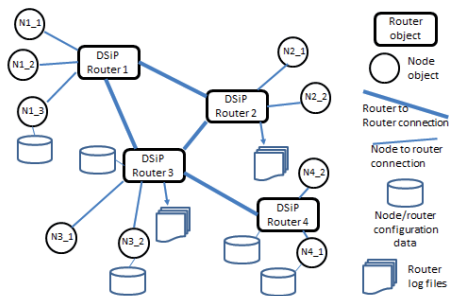 N1_1
N1_2
N1_3
DSiP
Router 1
N2_1
DSiP
Router 2
N2_2
DSiP
Router 3
N4_2
DSiP
Router 4
N3_1
N3_2
N4_1
Router
object
Node
object
Router to
Router connection
Node to router
connection
Node/router
configuration
data
Router
log files